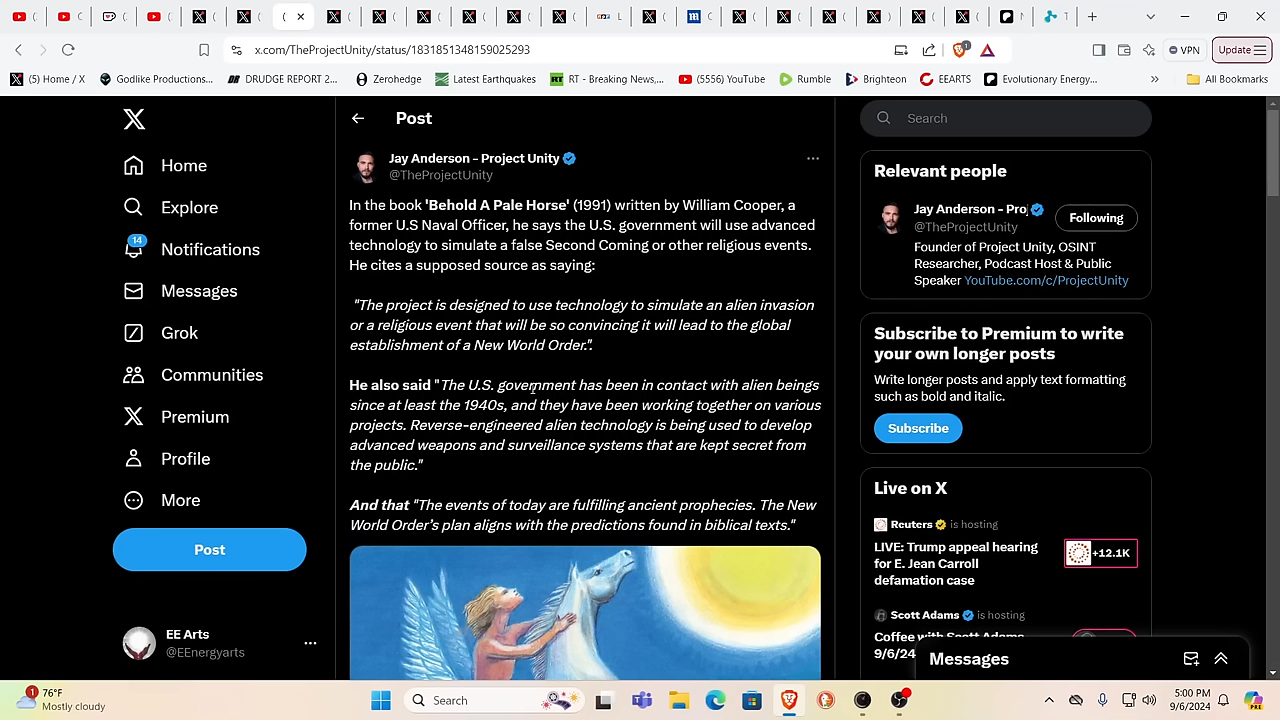 x.com/TheProjectUnity/status/1831851348159025293
1
VPN
Update
(5) Home / X
Godlike Productions...
DRUDGE REPORT 2...
Zerohedge
Latest Earthquakes
RT - Breaking News,...
(5556) YouTube
Rumble
Brighteon
EEARTS
Evolutionary Energy...
»
All Bookmarks
Home
Explore
14
Notifications
Messages
Grok
Communities
Premium
Profile
More
Post
EE Arts
@EEnergyarts
Post
Jay Anderson - Project Unity
@TheProjectUnity
In the book 'Behold A Pale Horse' (1991) written by William Cooper, a
former U.S Naval Officer, he says the U.S. government will use advanced
technology to simulate a false Second Coming or other religious events.
He cites a supposed source as saying:
"The project is designed to use technology to simulate an alien invasion
or a religious event that will be so convincing it will lead to the global
establishment of a New World Order.".
He also said "The U.S. government has been in contact with alien beings
since at least the 1940s, and they have been working together on various
projects. Reverse-engineered alien technology is being used to develop
advanced weapons and surveillance systems that are kept secret from
the public."
And that "The events of today are fulfilling ancient prophecies. The New
World Order's plan aligns with the predictions found in biblical texts."
Search
Relevant people
Jay Anderson - Proj
@TheProjectUnity
Following
Founder of Project Unity, OSINT
Researcher, Podcast Host & Public
Speaker YouTube.com/c/ProjectUnity
Subscribe to Premium to write
your own longer posts
Write longer posts and apply text formatting
such as bold and italic.
Subscribe
Live on X
Reuters is hosting
LIVE: Trump appeal hearing
for E. Jean Carroll
defamation case
+12.1K
Scott Adams is hosting
Coffee with Scott Adams
9/6/24
Messages
1
76°F
Mostly cloudy
Search
5:00 PM
9/6/2024